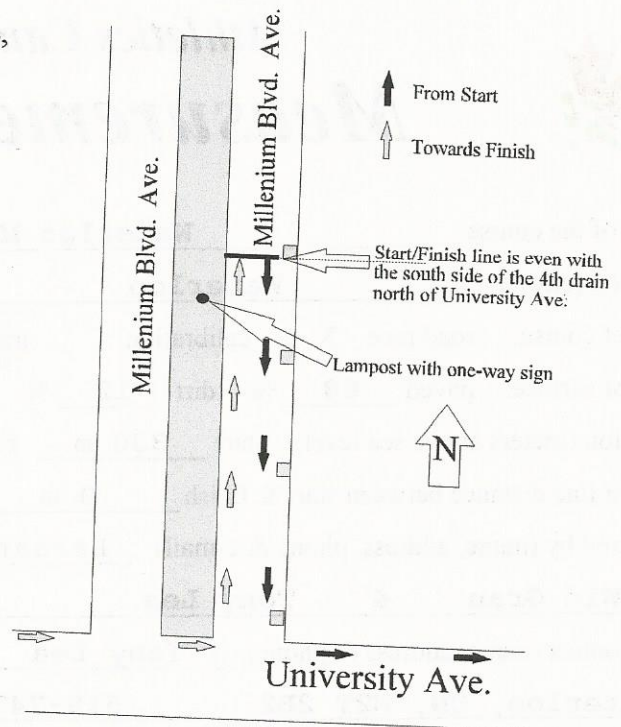 Millenium Blvd. Ave.
Millenium Blvd. Ave.
From Start
Towards Finish
Start/Finish line is even with
the south side of the 4th drain
north of University Ave.
Lampost with one-way sign
N
University Ave.